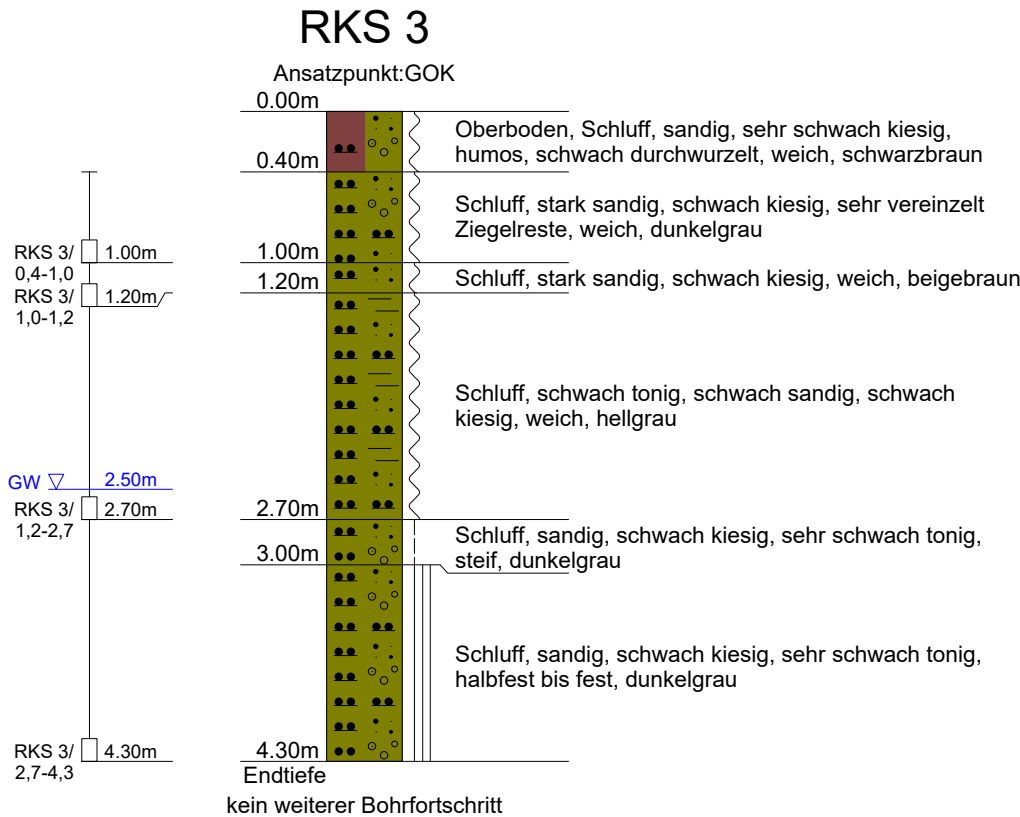 RKS 3
Ansatzpunkt:GOK
0.00m
Oberboden, Schluff, sandig, sehr schwach kiesig,
humos, schwach durchwurzelt, weich, schwarzbraun
0.40m
Schluff, stark sandig, schwach kiesig, sehr vereinzelt
Ziegelreste, weich, dunkelgrau
RKS 3/ 1.00m
0,4-1,0
1.00m
Schluff, stark sandig, schwach kiesig, weich, beigebraun
1.20m
RKS 3/ 1.20m
1,0-1,2
Schluff, schwach tonig, schwach sandig, schwach
kiesig, weich, hellgrau
GW 2.50m
RKS 3/ 2.70m
1,2-2,7
2.70m
Schluff, sandig, schwach kiesig, sehr schwach tonig,
steif, dunkelgrau
3.00m
Schluff, sandig, schwach kiesig, sehr schwach tonig,
halbfest bis fest, dunkelgrau
RKS 3/ 4.30m
2,7-4,3
4.30m
Endtiefe
kein weiterer Bohrfortschritt